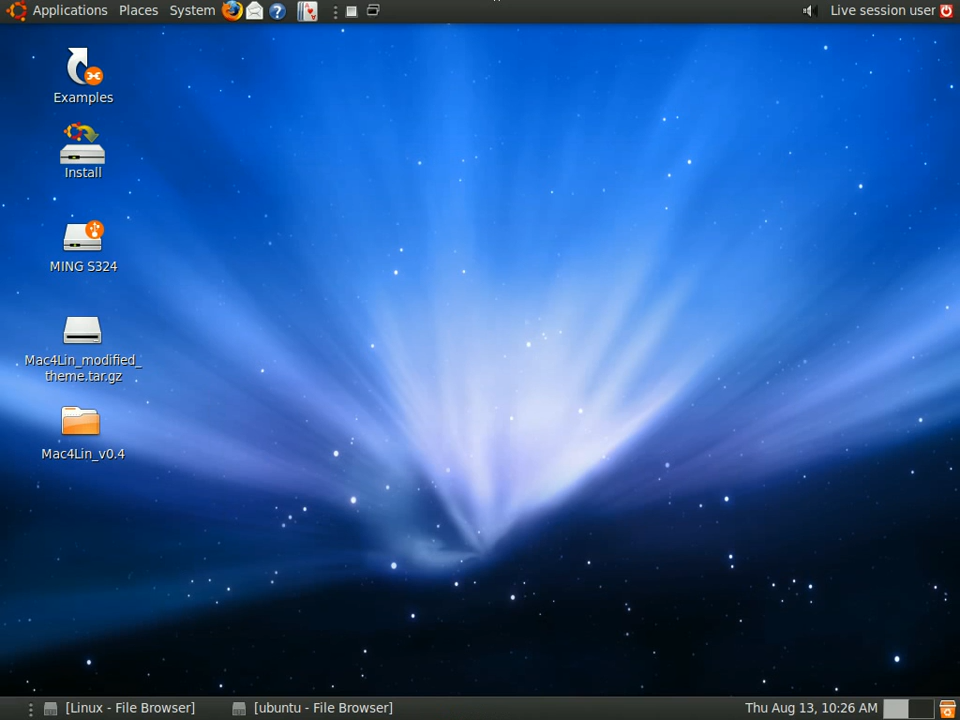 Applications Places System
Live session user
Examples
Install
MING S324
Mac4Lin_modified_
theme.tar.gz
Mac4Lin_v0.4
[Linux - File Browser]
[ubuntu - File Browser]
Thu Aug 13, 10:26 AM